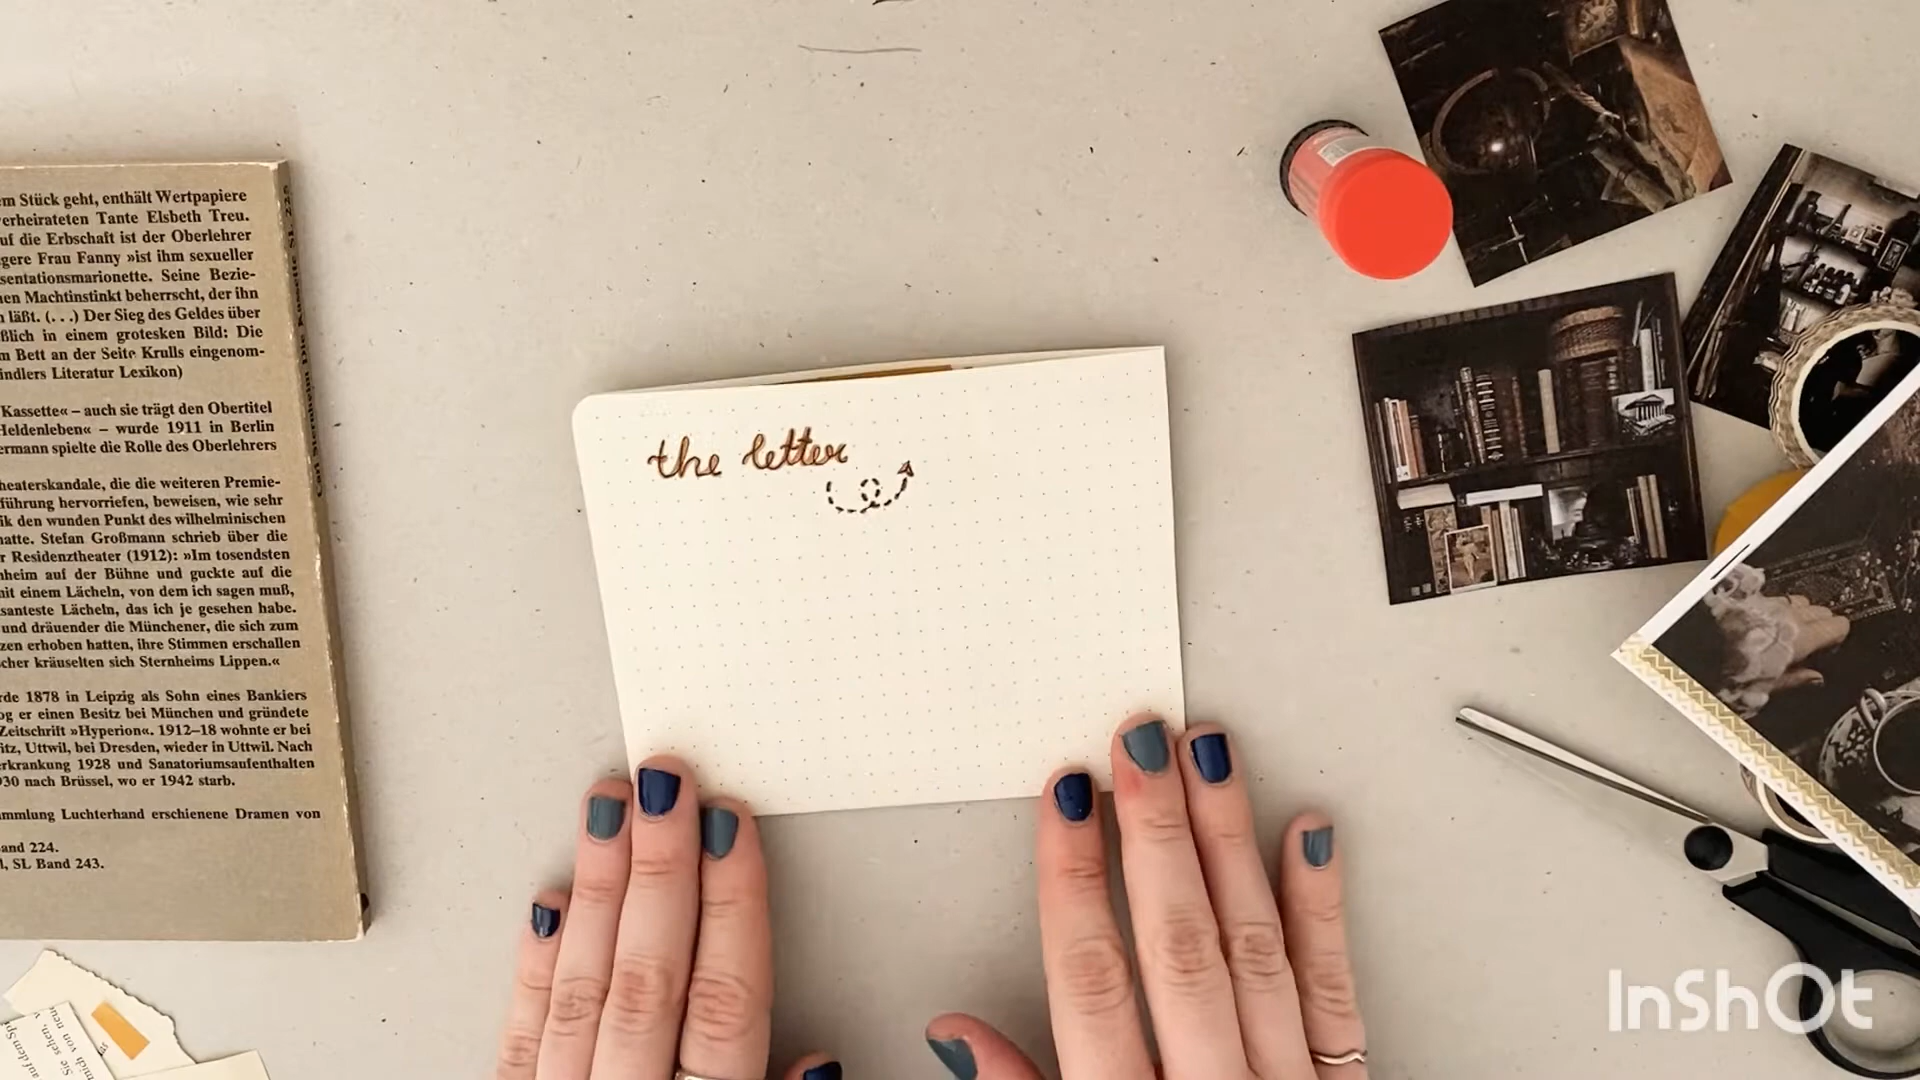 em Stück geht, enthält Wertpapiere
verheirateten Tante Elsbeth Treu.
uf die Erbschaft ist der Oberlehrer
gere Frau Fanny »ist ihm sexueller
sentationsmarionette. Seine Bezie-
nen Machtinstinkt beherrscht, der ihn
n läßt. (. . .) Der Sieg des Geldes über
ßlich in einem grotesken Bild: Die
m Bett an der Seite Krulls eingenom-
indlers Literatur Lexikon)
Kassette« – auch sie trägt den Obertitel
Heldenleben« – wurde 1911 in Berlin
ermann spielte die Rolle des Oberlehrers
heaterskandale, die die weiteren Premie-
führung hervorriefen, beweisen, wie sehr
ik den wunden Punkt des wilhelminischen
hatte. Stefan Großmann schrieb über die
r Residenztheater (1912): »Im tosendsten
nheim auf der Bühne und guckte auf die
mit einem Lächeln, von dem ich sagen muß,
santeste Lächeln, das ich je gesehen habe.
und dräuender die Münchener, die sich zum
zen erhoben hatten, ihre Stimmen erschallen
scher kräuselten sich Sternheims Lippen.«
rde 1878 in Leipzig als Sohn eines Bankiers
og er einen Besitz bei München und gründete
Zeitschrift »Hyperion«. 1912–18 wohnte er bei
itz, Uttwil, bei Dresden, wieder in Uttwil. Nach
erkrankung 1928 und Sanatoriumsaufenthalten
930 nach Brüssel, wo er 1942 starb.
ammlung Luchterhand erschienene Dramen von
and 224.
l, SL Band 243.
Carl Sternheim Die Kassette SL
the letter
InShOt